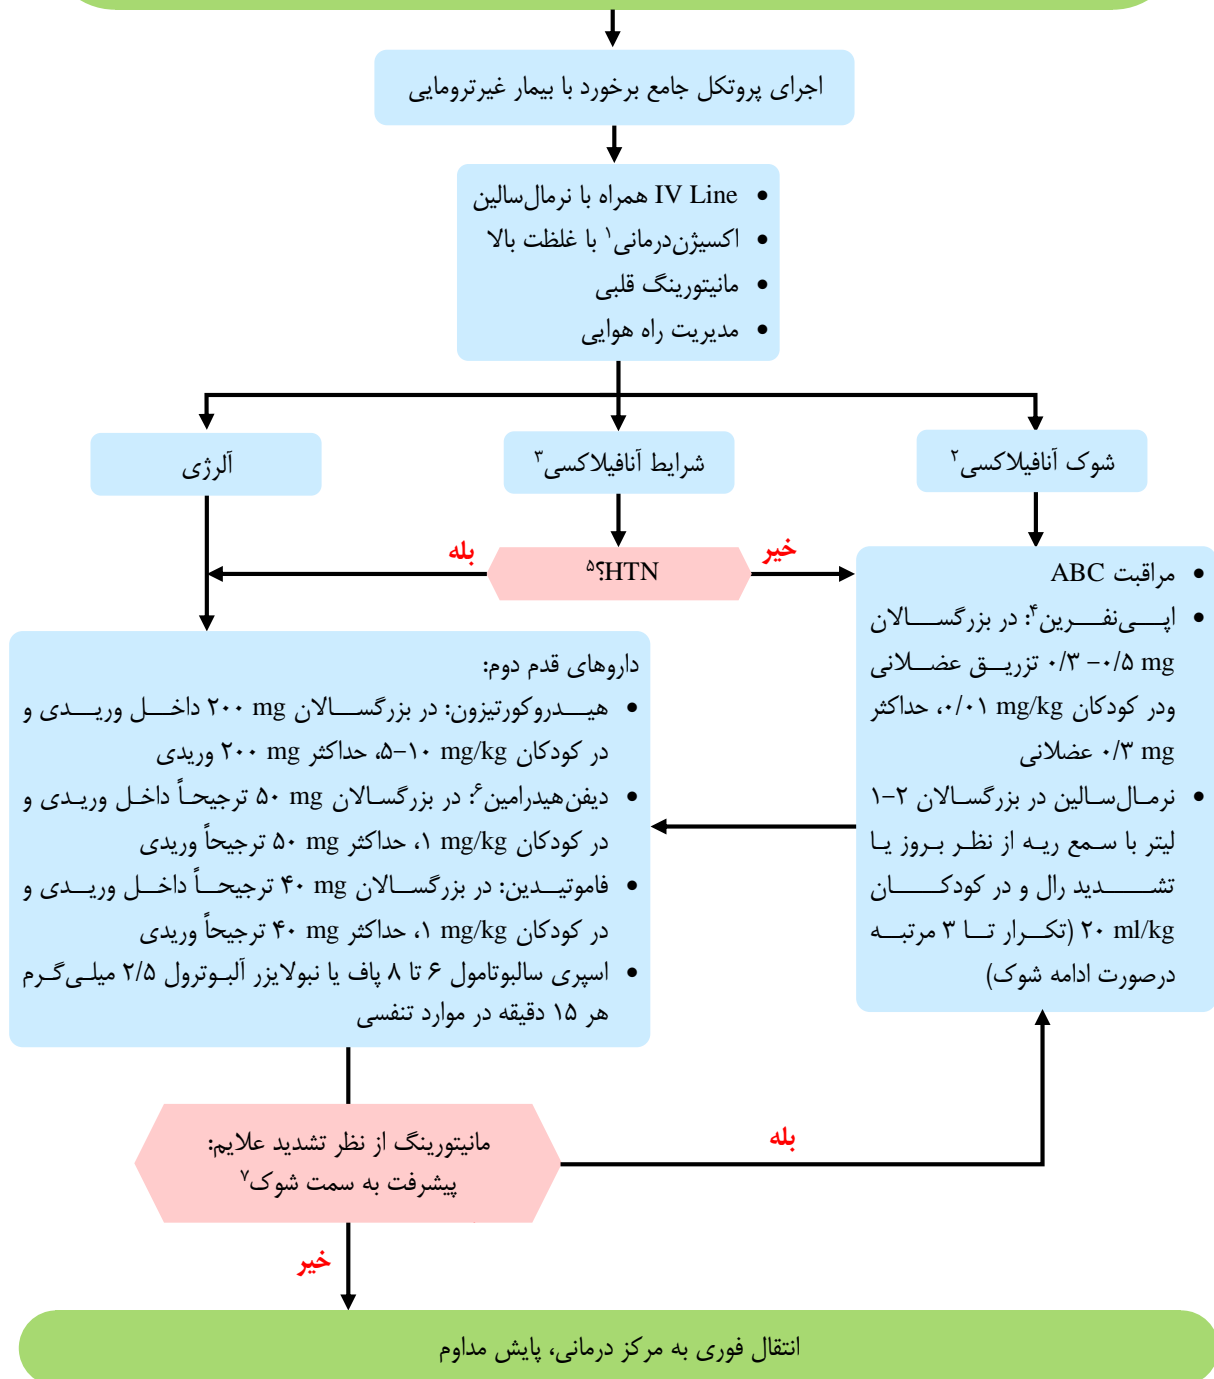 اجرای پروتکل جامع برخورد با بیمار غیرترومایی
• IV Line همراه با نرمال‌سالین
• اکسیژن‌درمانی۱ با غلظت بالا
• مانیتورینگ قلبی
• مدیریت راه هوایی
شوک آنافیلاکسی۲
شرایط آنافیلاکسی۳
آلرژی
خیر
HTN؟۵
بله
• مراقبت ABC
• اپی‌نفرین۴: در بزرگسالان
۰/۳ –۰/۵ mg تزریق عضلانی
ودر کودکان ۰/۰۱ mg/kg، حداکثر
۰/۳ mg عضلانی
• نرمال‌سالین در بزرگسالان ۲-۱
لیتر با سمع ریه از نظر بروز یا
تشدید رال و در کودکان
۲۰ ml/kg (تکرار تا ۳ مرتبه
درصورت ادامه شوک)
داروهای قدم دوم:
• هیدروکورتیزون: در بزرگسالان ۲۰۰ mg داخل وریدی و
در کودکان ۵-۱۰ mg/kg، حداکثر ۲۰۰ mg وریدی
• دیفن‌هیدرامین۶: در بزرگسالان ۵۰ mg ترجیحاً داخل وریدی و
در کودکان ۱ mg/kg، حداکثر ۵۰ mg ترجیحاً وریدی
• فاموتیدین: در بزرگسالان ۴۰ mg ترجیحاً داخل وریدی و
در کودکان ۱ mg/kg، حداکثر ۴۰ mg ترجیحاً وریدی
• اسپری سالبوتامول ۶ تا ۸ پاف یا نبولایزر آلبوترول ۲/۵ میلی‌گرم
هر ۱۵ دقیقه در موارد تنفسی
مانیتورینگ از نظر تشدید علایم:
پیشرفت به سمت شوک۷
بله
خیر
انتقال فوری به مرکز درمانی، پایش مداوم